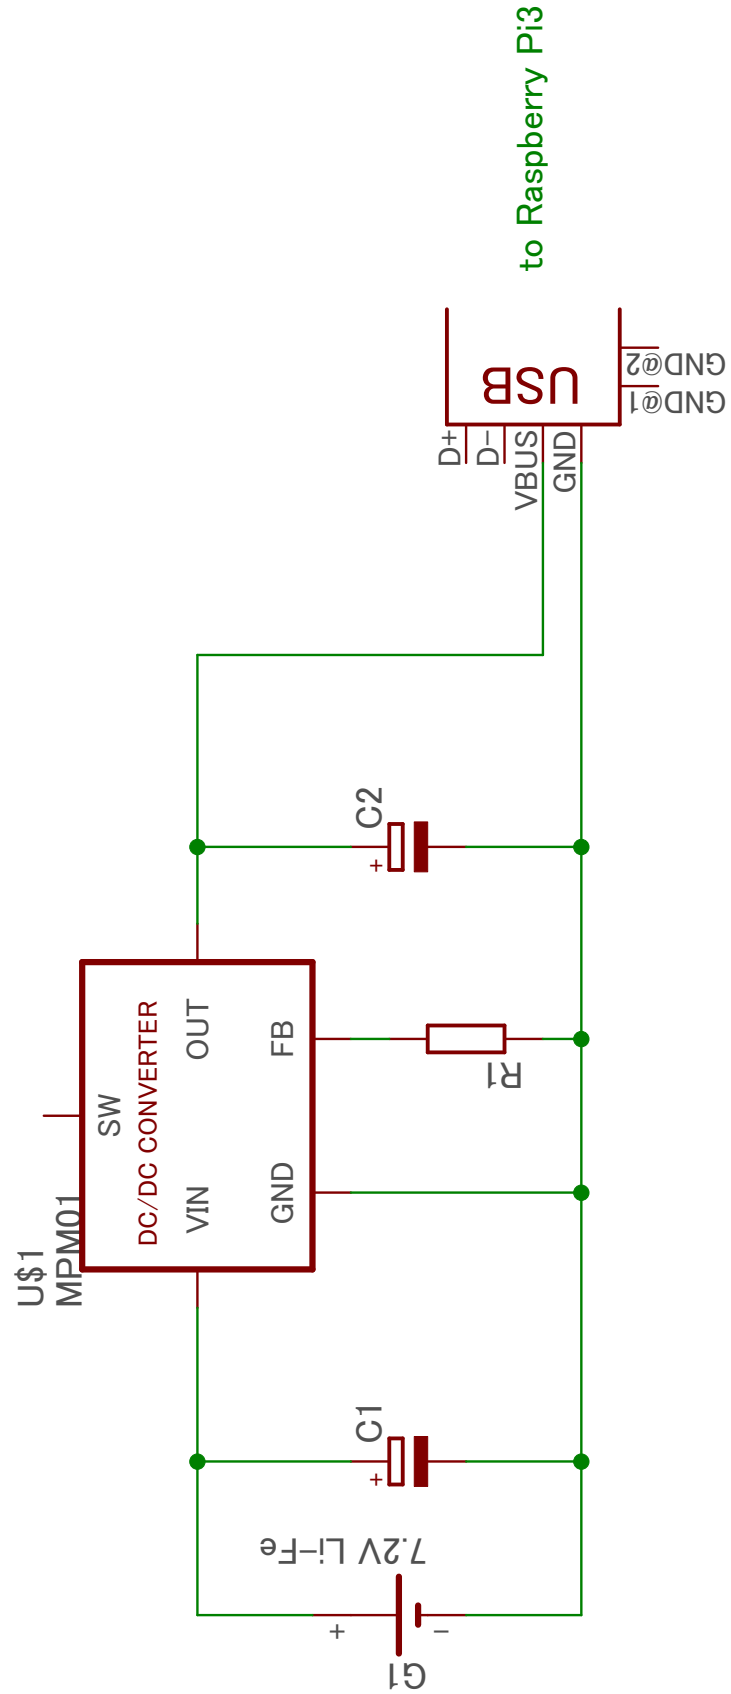 to Raspberry Pi3
USB
GND@2
GND@1
D+
D-
VBUS
GND
C2
+
OUT
FB
DC/DC CONVERTER
SW
R1
VIN
GND
U$1
MPM01
C1
+
7.2V Li-Fe
+
-
G1